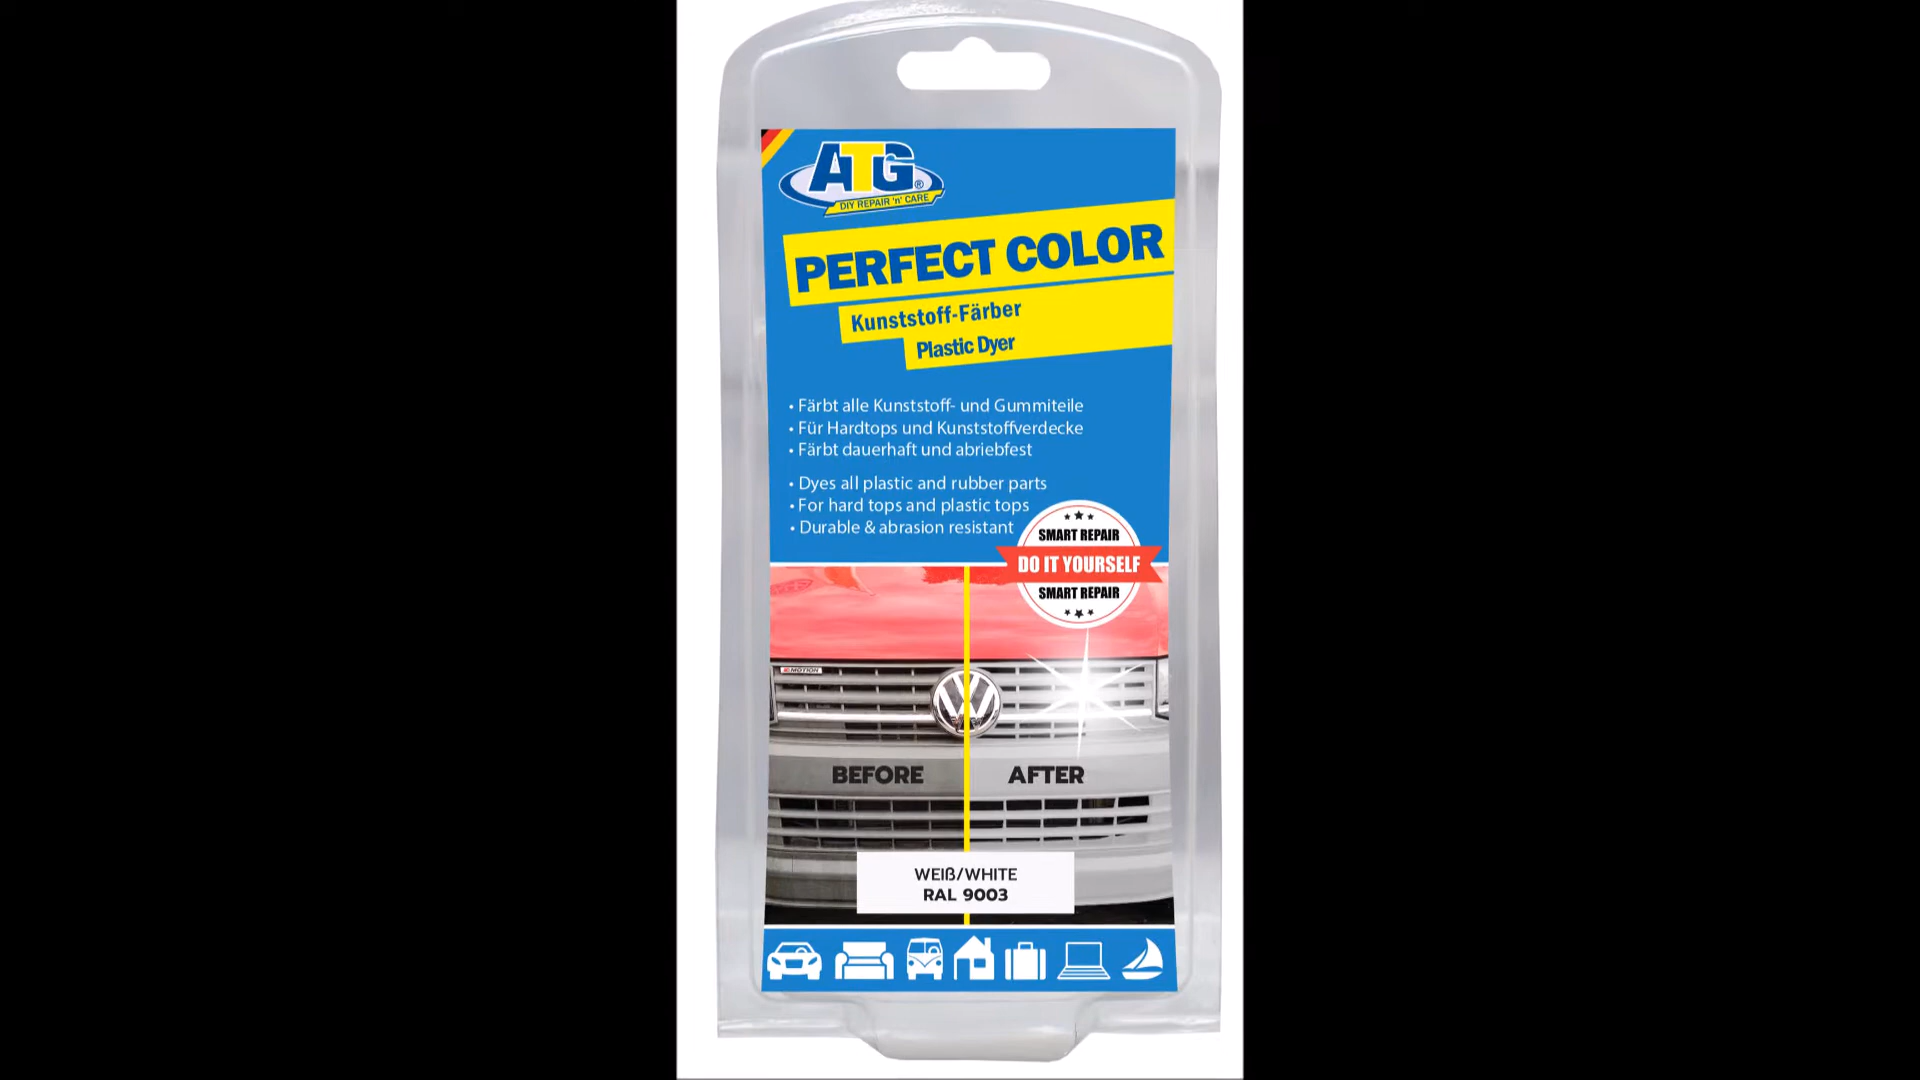 ATG®
DIY REPAIR 'n' CARE
PERFECT COLOR
Kunststoff-Färber
Plastic Dyer
• Färbt alle Kunststoff- und Gummiteile
• Für Hardtops und Kunststoffverdecke
• Färbt dauerhaft und abriebfest
• Dyes all plastic and rubber parts
• For hard tops and plastic tops
• Durable & abrasion resistant
SMART REPAIR
DO IT YOURSELF
SMART REPAIR
EMOTION
BEFORE
AFTER
WEIß/WHITE
RAL 9003